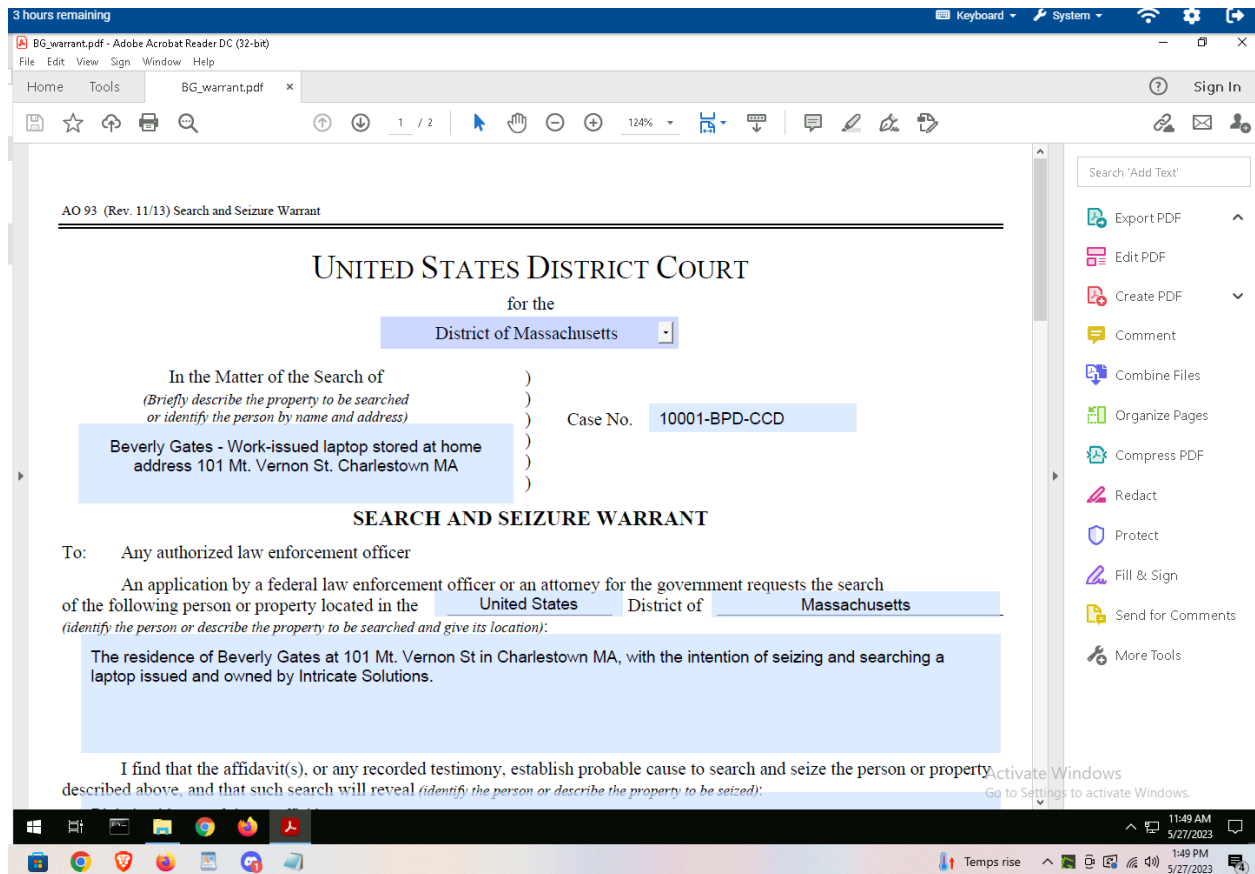 3 hours remaining
Keyboard
System
BG_warrant.pdf - Adobe Acrobat Reader DC (32-bit)
File Edit View Sign Window Help
Home Tools BG_warrant.pdf × Sign In
1 / 2 124%
Search 'Add Text'
AO 93 (Rev. 11/13) Search and Seizure Warrant
UNITED STATES DISTRICT COURT
for the
District of Massachusetts
In the Matter of the Search of )
(Briefly describe the property to be searched )
or identify the person by name and address) ) Case No. 10001-BPD-CCD
Beverly Gates - Work-issued laptop stored at home )
address 101 Mt. Vernon St. Charlestown MA )
)
SEARCH AND SEIZURE WARRANT
To: Any authorized law enforcement officer
An application by a federal law enforcement officer or an attorney for the government requests the search
of the following person or property located in the United States District of Massachusetts
(identify the person or describe the property to be searched and give its location):
The residence of Beverly Gates at 101 Mt. Vernon St in Charlestown MA, with the intention of seizing and searching a
laptop issued and owned by Intricate Solutions.
I find that the affidavit(s), or any recorded testimony, establish probable cause to search and seize the person or property
described above, and that such search will reveal (identify the person or describe the property to be seized):
Export PDF
Edit PDF
Create PDF
Comment
Combine Files
Organize Pages
Compress PDF
Redact
Protect
Fill & Sign
Send for Comments
More Tools
Activate Windows
Go to Settings to activate Windows.
11:49 AM
5/27/2023
Temps rise
1:49 PM
5/27/2023
4